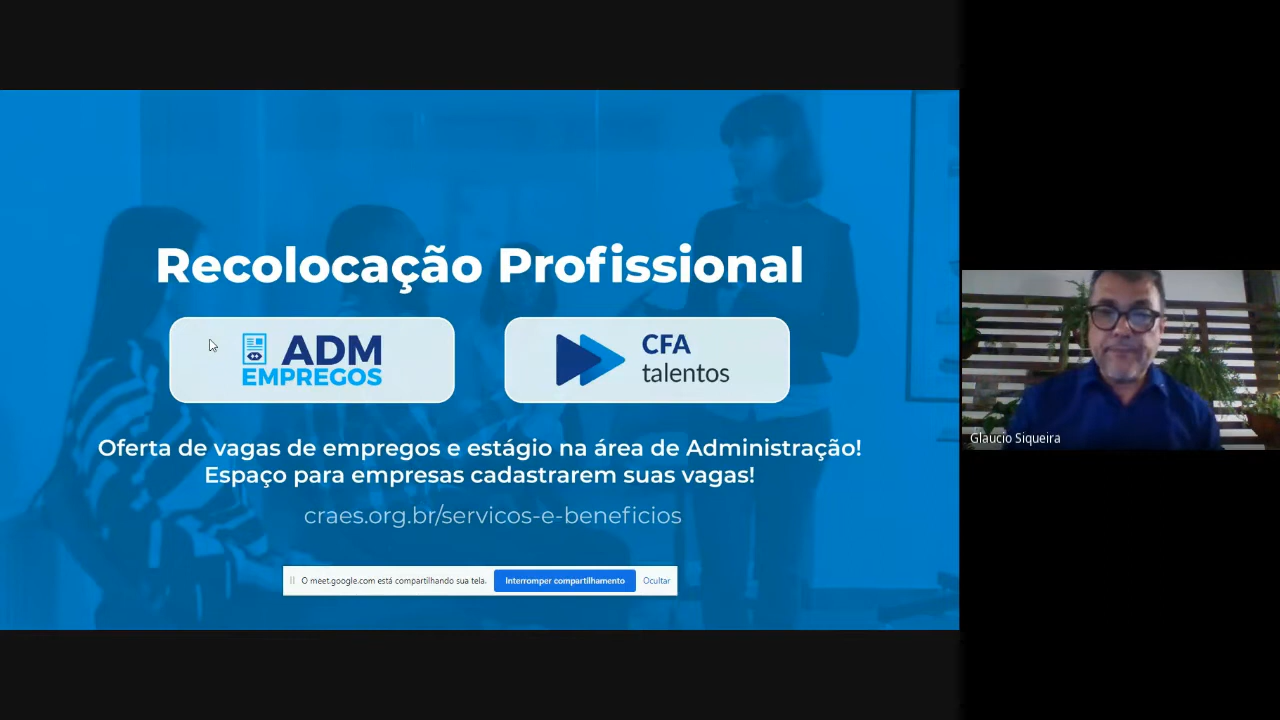 Recolocação Profissional
ADM
EMPREGOS
CFA
talentos
Oferta de vagas de empregos e estágio na área de Administração!
Espaço para empresas cadastrarem suas vagas!
craes.org.br/servicos-e-beneficios
O meet.google.com está compartilhando sua tela. Interromper compartilhamento Ocultar
Glaucio Siqueira